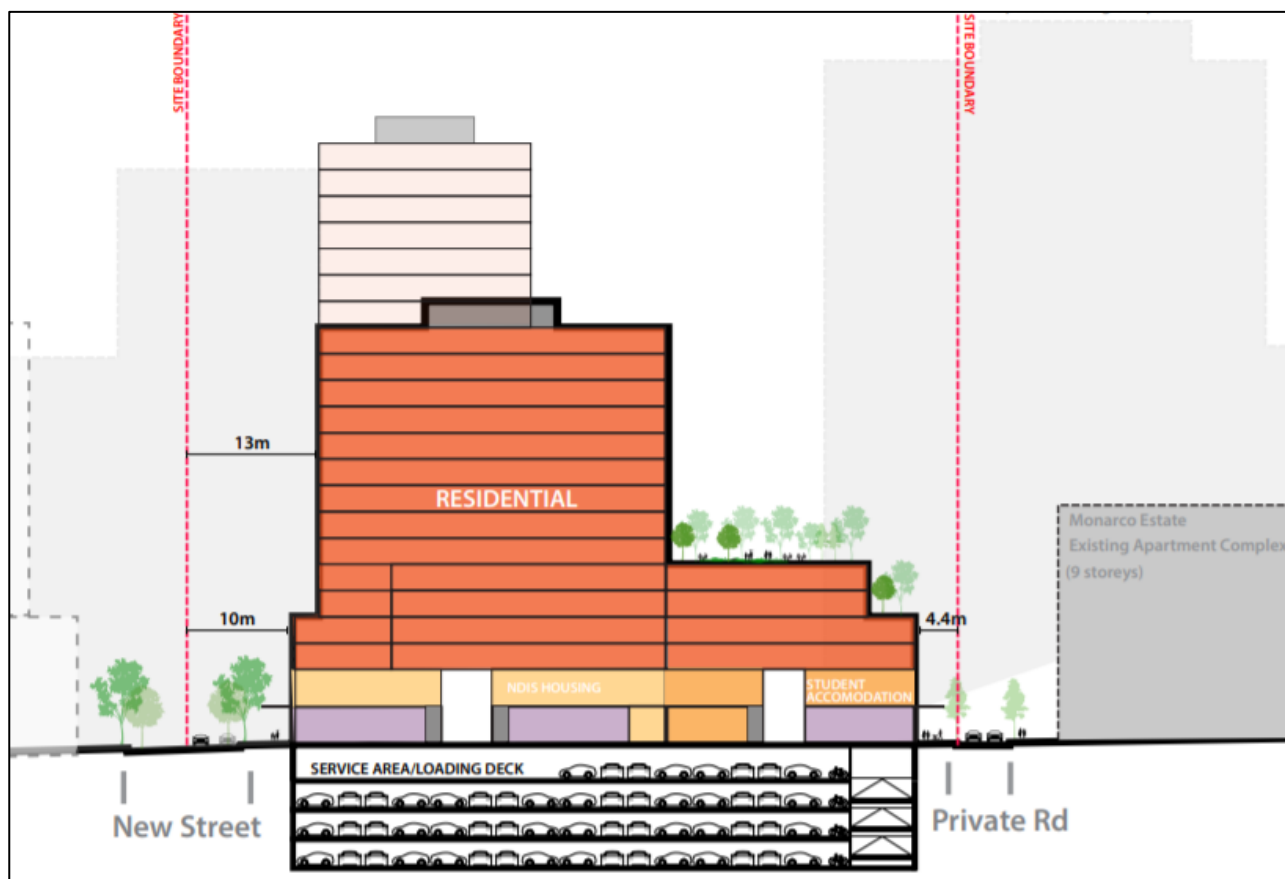 SITE BOUNDARY
SITE BOUNDARY
13m
RESIDENTIAL
Monarco Estate
Existing Apartment Complex
(9 storeys)
10m
4.4m
NDIS HOUSING
STUDENT
ACCOMODATION
SERVICE AREA/LOADING DECK
New Street
Private Rd